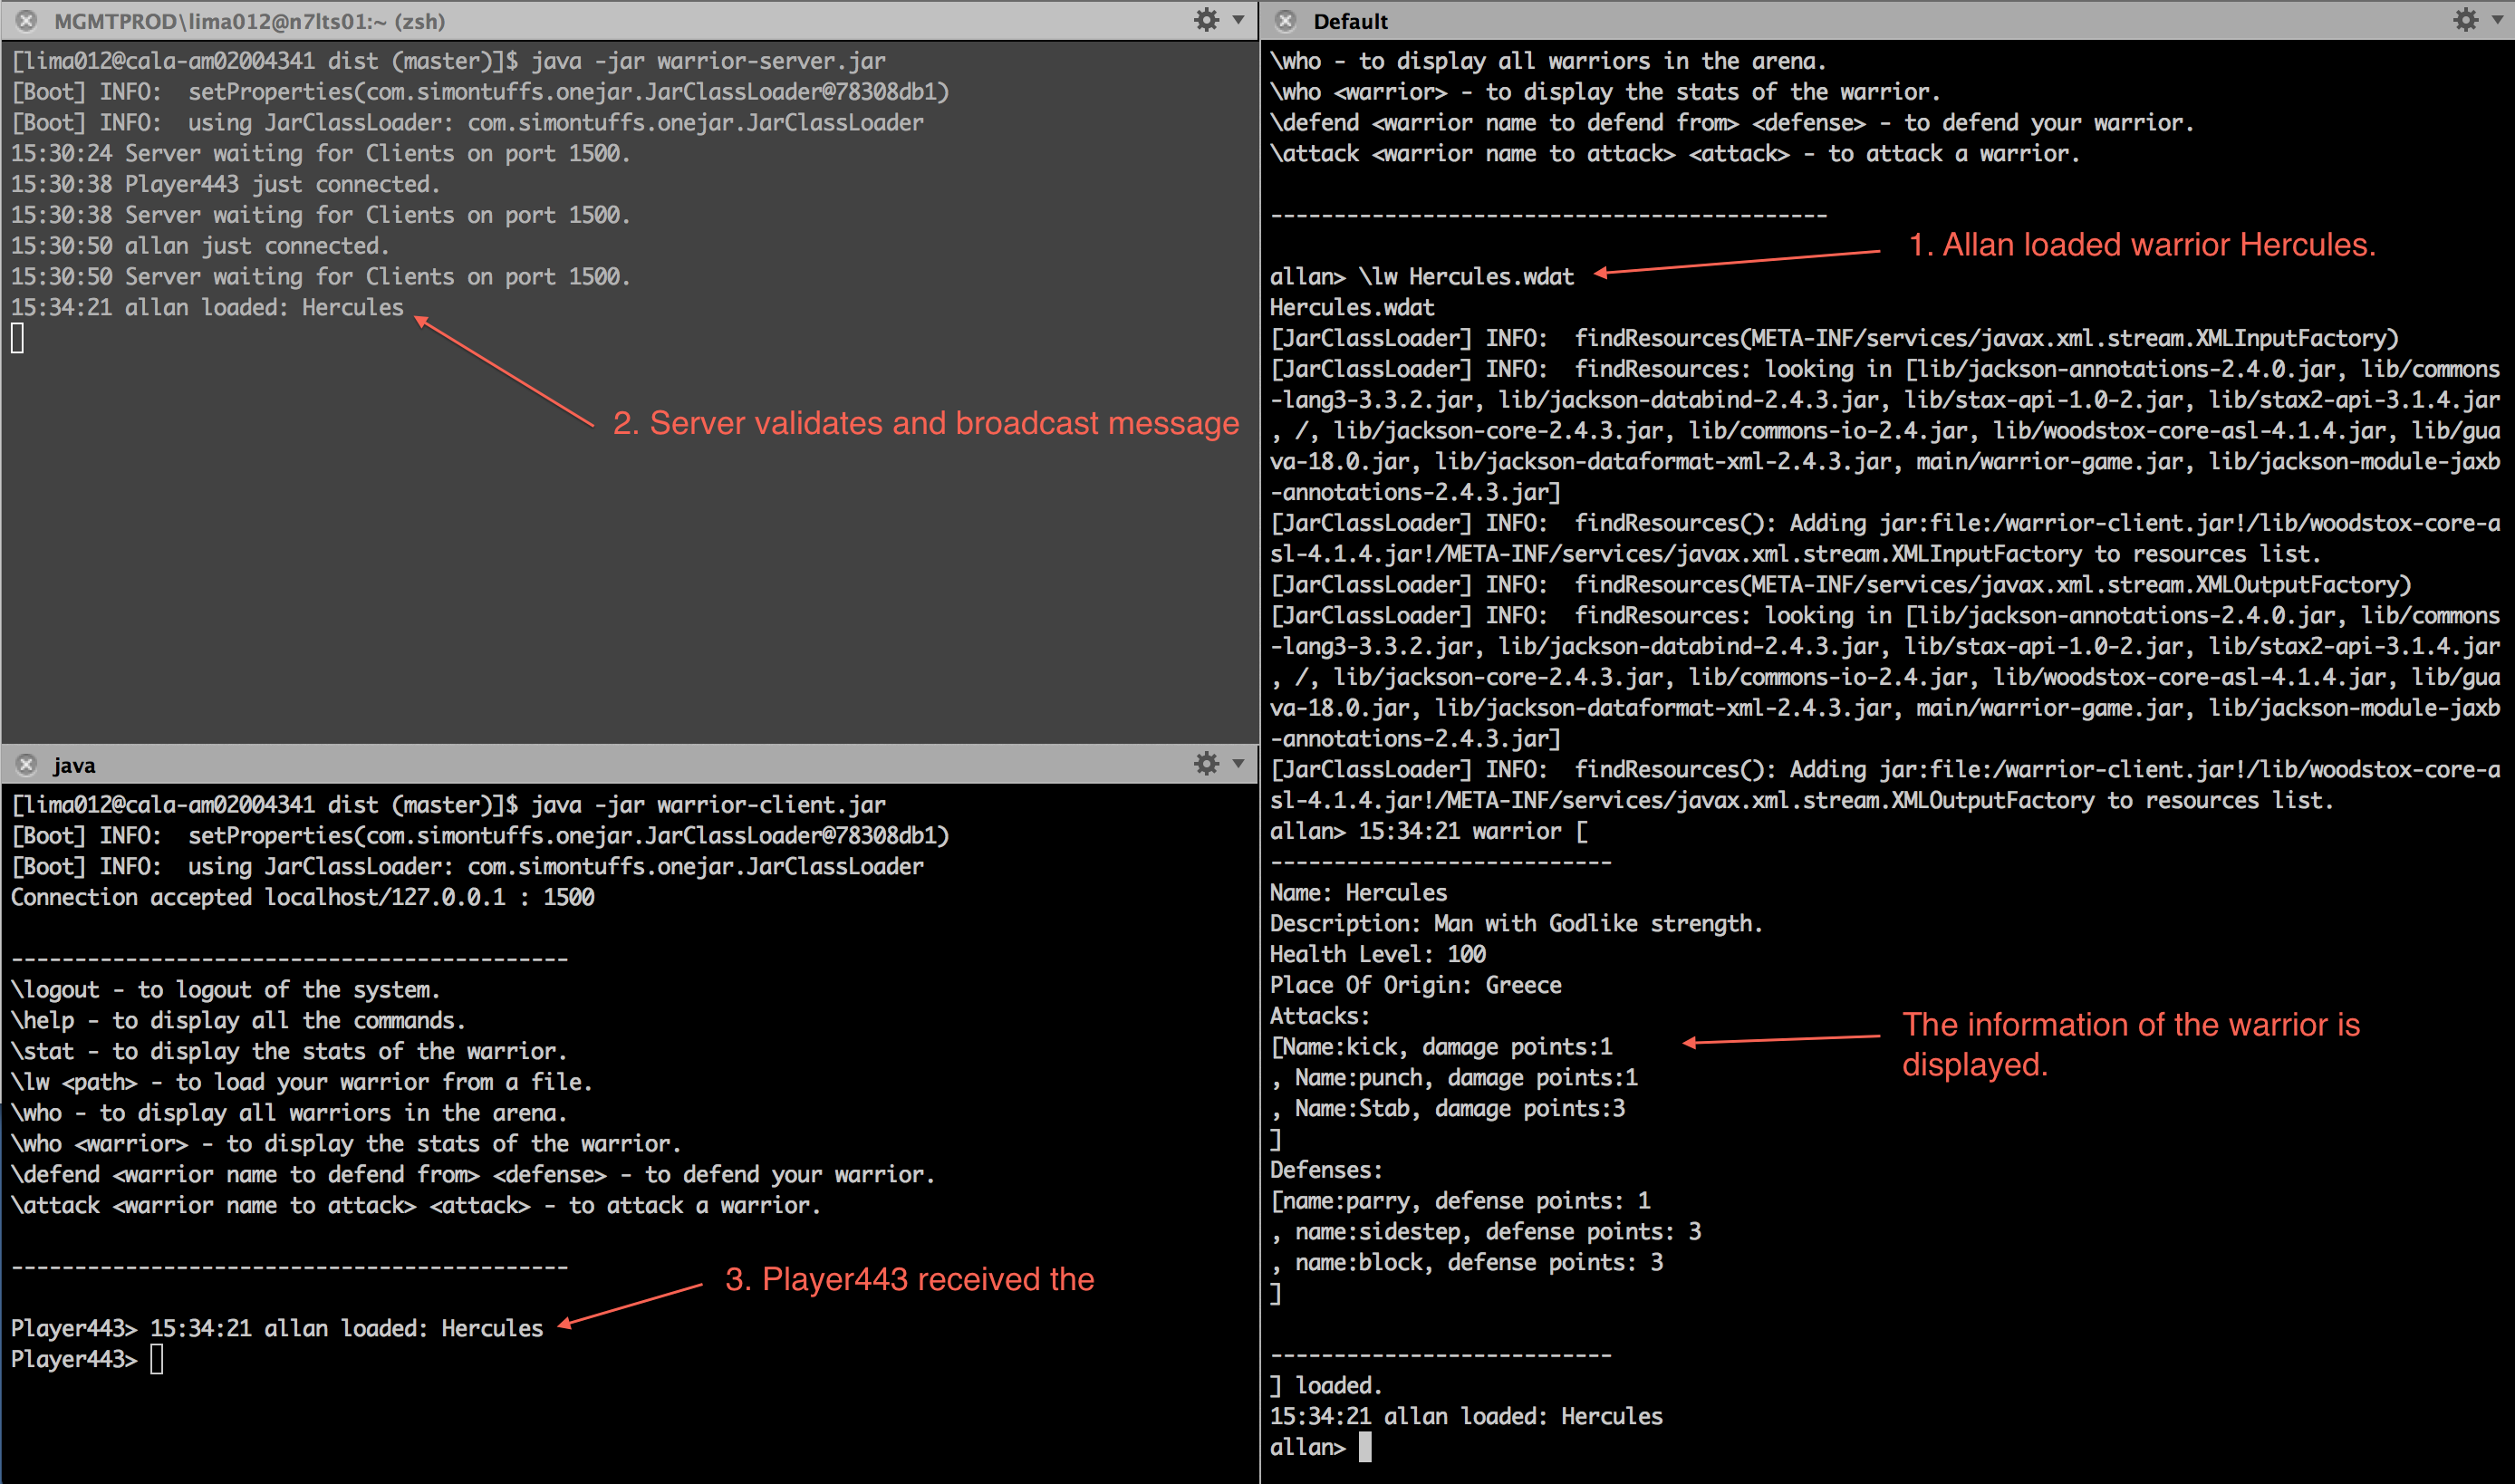 MGMTPROD\lima012@n7lts01:~ (zsh)
[lima012@cala-am02004341 dist (master)]$ java -jar warrior-server.jar
[Boot] INFO:  setProperties(com.simontuffs.onejar.JarClassLoader@78308db1)
[Boot] INFO:  using JarClassLoader: com.simontuffs.onejar.JarClassLoader
15:30:24 Server waiting for Clients on port 1500.
15:30:38 Player443 just connected.
15:30:38 Server waiting for Clients on port 1500.
15:30:50 allan just connected.
15:30:50 Server waiting for Clients on port 1500.
15:34:21 allan loaded: Hercules
2. Server validates and broadcast message
java
[lima012@cala-am02004341 dist (master)]$ java -jar warrior-client.jar
[Boot] INFO:  setProperties(com.simontuffs.onejar.JarClassLoader@78308db1)
[Boot] INFO:  using JarClassLoader: com.simontuffs.onejar.JarClassLoader
Connection accepted localhost/127.0.0.1 : 1500
--------------------------------------------
\logout - to logout of the system.
\help - to display all the commands.
\stat - to display the stats of the warrior.
\lw <path> - to load your warrior from a file.
\who - to display all warriors in the arena.
\who <warrior> - to display the stats of the warrior.
\defend <warrior name to defend from> <defense> - to defend your warrior.
\attack <warrior name to attack> <attack> - to attack a warrior.
--------------------------------------------
3. Player443 received the
Player443> 15:34:21 allan loaded: Hercules
Player443>
Default
\who - to display all warriors in the arena.
\who <warrior> - to display the stats of the warrior.
\defend <warrior name to defend from> <defense> - to defend your warrior.
\attack <warrior name to attack> <attack> - to attack a warrior.
--------------------------------------------
1. Allan loaded warrior Hercules.
allan> \lw Hercules.wdat
Hercules.wdat
[JarClassLoader] INFO:  findResources(META-INF/services/javax.xml.stream.XMLInputFactory)
[JarClassLoader] INFO:  findResources: looking in [lib/jackson-annotations-2.4.0.jar, lib/commons
-lang3-3.3.2.jar, lib/jackson-databind-2.4.3.jar, lib/stax-api-1.0-2.jar, lib/stax2-api-3.1.4.jar
, /, lib/jackson-core-2.4.3.jar, lib/commons-io-2.4.jar, lib/woodstox-core-asl-4.1.4.jar, lib/gua
va-18.0.jar, lib/jackson-dataformat-xml-2.4.3.jar, main/warrior-game.jar, lib/jackson-module-jaxb
-annotations-2.4.3.jar]
[JarClassLoader] INFO:  findResources(): Adding jar:file:/warrior-client.jar!/lib/woodstox-core-a
sl-4.1.4.jar!/META-INF/services/javax.xml.stream.XMLInputFactory to resources list.
[JarClassLoader] INFO:  findResources(META-INF/services/javax.xml.stream.XMLOutputFactory)
[JarClassLoader] INFO:  findResources: looking in [lib/jackson-annotations-2.4.0.jar, lib/commons
-lang3-3.3.2.jar, lib/jackson-databind-2.4.3.jar, lib/stax-api-1.0-2.jar, lib/stax2-api-3.1.4.jar
, /, lib/jackson-core-2.4.3.jar, lib/commons-io-2.4.jar, lib/woodstox-core-asl-4.1.4.jar, lib/gua
va-18.0.jar, lib/jackson-dataformat-xml-2.4.3.jar, main/warrior-game.jar, lib/jackson-module-jaxb
-annotations-2.4.3.jar]
[JarClassLoader] INFO:  findResources(): Adding jar:file:/warrior-client.jar!/lib/woodstox-core-a
sl-4.1.4.jar!/META-INF/services/javax.xml.stream.XMLOutputFactory to resources list.
allan> 15:34:21 warrior [
---------------------------
Name: Hercules
Description: Man with Godlike strength.
Health Level: 100
Place Of Origin: Greece
Attacks:
[Name:kick, damage points:1
, Name:punch, damage points:1
, Name:Stab, damage points:3
]
The information of the warrior is
displayed.
Defenses:
[name:parry, defense points: 1
, name:sidestep, defense points: 3
, name:block, defense points: 3
]
---------------------------
] loaded.
15:34:21 allan loaded: Hercules
allan>